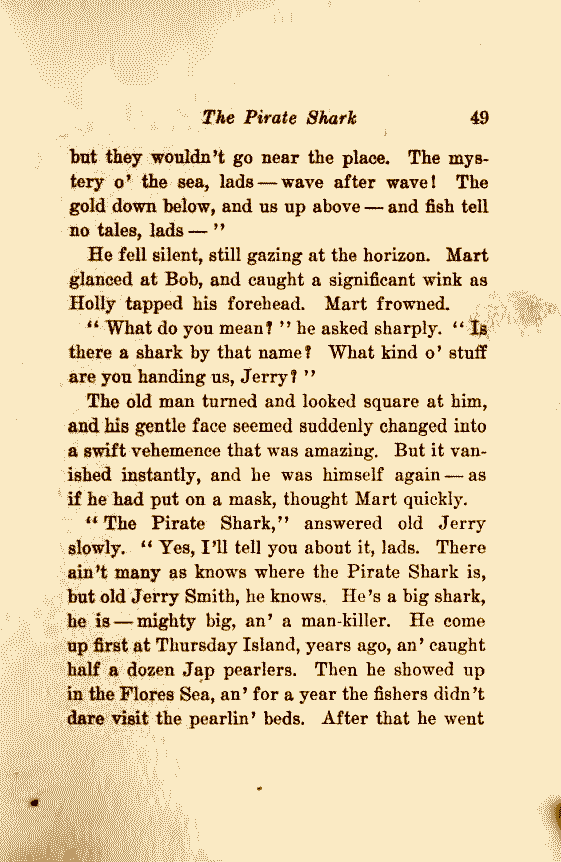 The Pirate Shark 49
but they wouldn't go near the place. The mys-
tery o' the sea, lads — wave after wave! The
gold down below, and us up above — and fish tell
no tales, lads — "
He fell silent, still gazing at the horizon. Mart
glanced at Bob, and caught a significant wink as
Holly tapped his forehead. Mart frowned.
" What do you mean? " he asked sharply. " Is
there a shark by that name? What kind o' stuff
are you handing us, Jerry? "
The old man turned and looked square at him,
and his gentle face seemed suddenly changed into
a swift vehemence that was amazing. But it van-
ished instantly, and he was himself again — as
if he had put on a mask, thought Mart quickly.
" The Pirate Shark," answered old Jerry
slowly. " Yes, I'll tell you about it, lads. There
ain't many as knows where the Pirate Shark is,
but old Jerry Smith, he knows. He's a big shark,
he is — mighty big, an' a man-killer. He come
up first at Thursday Island, years ago, an' caught
half a dozen Jap pearlers. Then he showed up
in the Flores Sea, an' for a year the fishers didn't
dare visit the pearlin' beds. After that he went